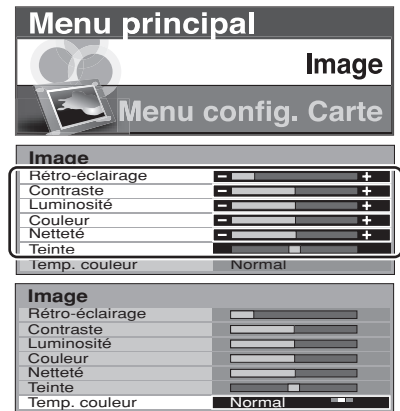 Menu principal
Image
Menu config. Carte
Image
Rétro-éclairage - +
Contraste - +
Luminosité - +
Couleur - +
Netteté - +
Teinte
Temp. couleur Normal
Image
Rétro-éclairage
Contraste
Luminosité
Couleur
Netteté
Teinte
Temp. couleur Normal